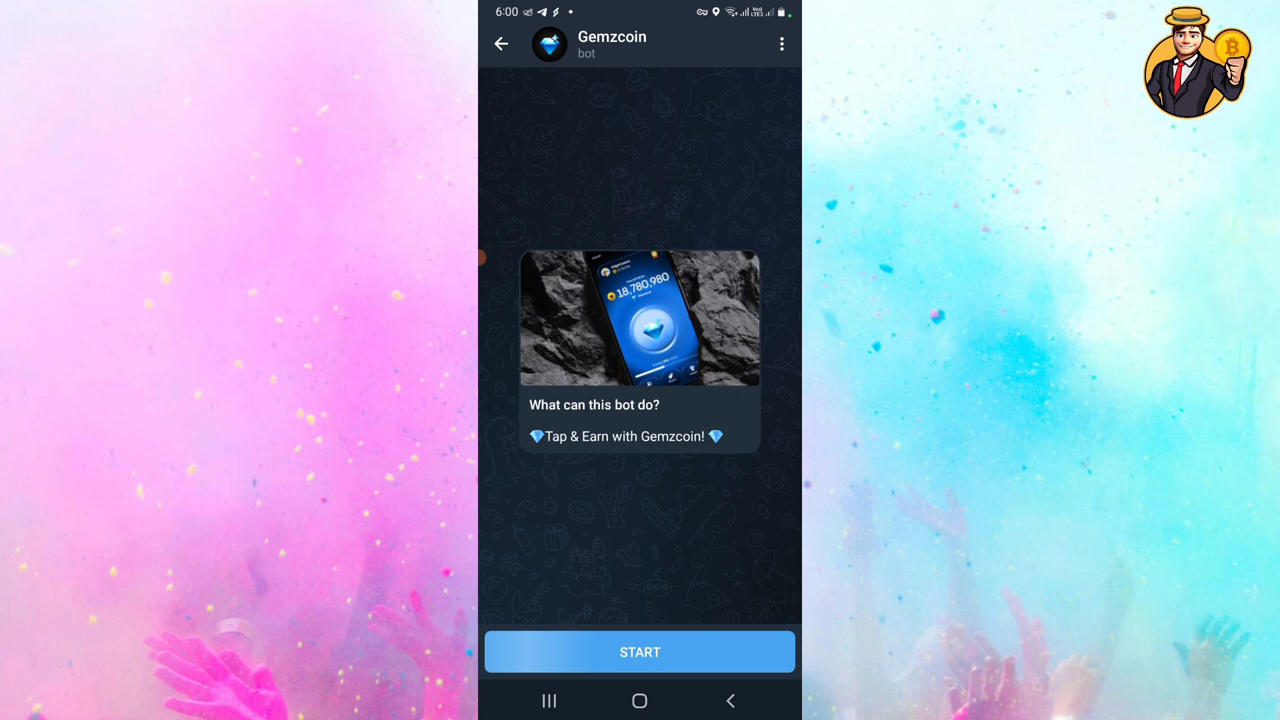 6:00
Gemzcoin
bot
18,780,980
What can this bot do?
💎Tap & Earn with Gemzcoin! 💎
START